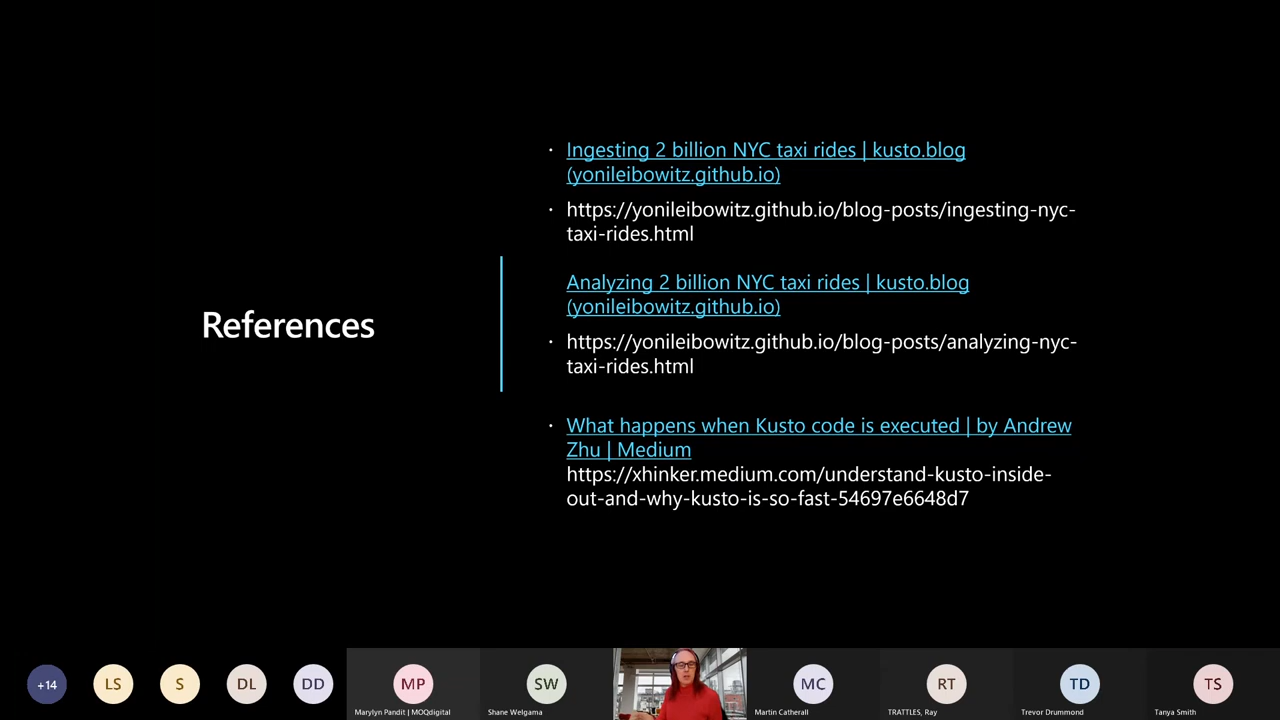 References
· Ingesting 2 billion NYC taxi rides | kusto.blog
(yonileibowitz.github.io)
· https://yonileibowitz.github.io/blog-posts/ingesting-nyc-
taxi-rides.html
Analyzing 2 billion NYC taxi rides | kusto.blog
(yonileibowitz.github.io)
· https://yonileibowitz.github.io/blog-posts/analyzing-nyc-
taxi-rides.html
· What happens when Kusto code is executed | by Andrew
Zhu | Medium
https://xhinker.medium.com/understand-kusto-inside-
out-and-why-kusto-is-so-fast-54697e6648d7
+14
LS
S
DL
DD
MP
Marylyn Pandit | MOQdigital
SW
Shane Welgama
MC
Martin Catherall
RT
TRATTLES, Ray
TD
Trevor Drummond
TS
Tanya Smith